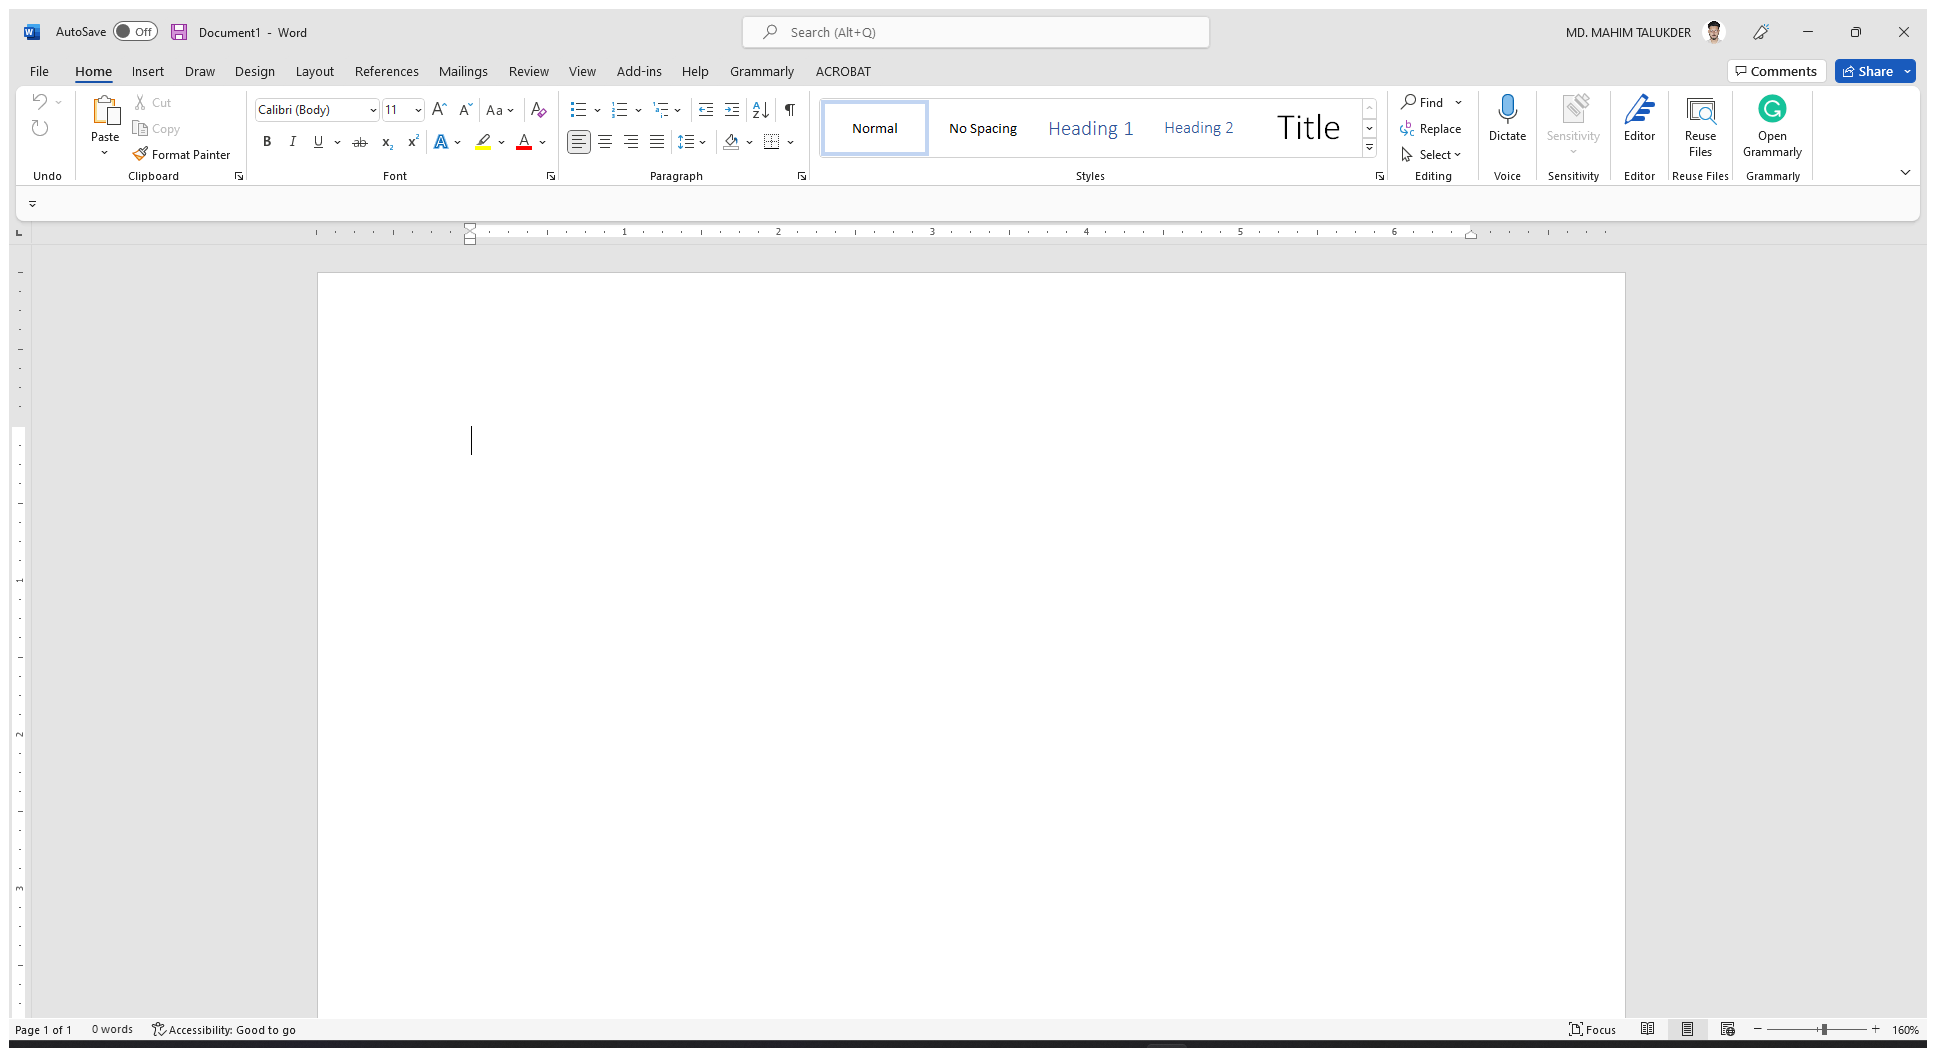 AutoSave Off Document1 - Word Search (Alt+Q) MD. MAHIM TALUKDER
File Home Insert Draw Design Layout References Mailings Review View Add-ins Help Grammarly ACROBAT Comments Share
Paste Cut Copy Format Painter
Calibri (Body) 11 Aa
B I U ab x2 x2 A A
Normal No Spacing Heading 1 Heading 2 Title
Find Replace Select
Dictate Sensitivity Editor Reuse Files Open Grammarly
Undo Clipboard Font Paragraph Styles Editing Voice Sensitivity Editor Reuse Files Grammarly
1 2 3 4 5 6
1
2
3
Page 1 of 1 0 words Accessibility: Good to go Focus 160%